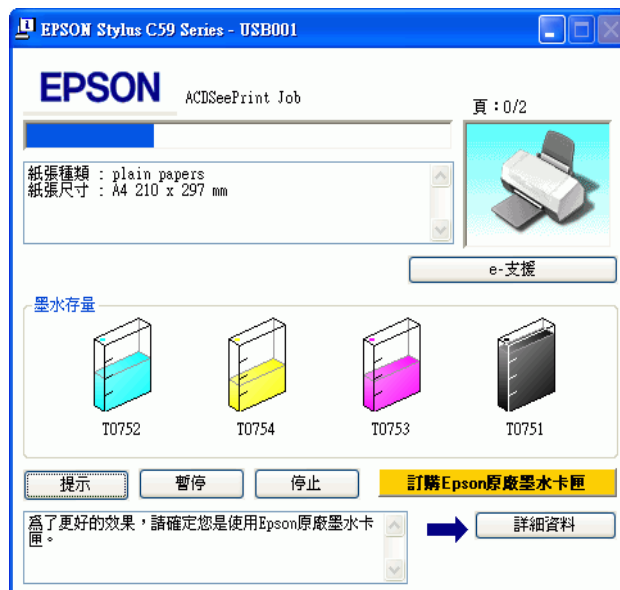 EPSON Stylus C59 Series - USB001
EPSON
ACDSeePrint Job
頁：0/2
紙張種類 : plain papers
紙張尺寸 : A4 210 x 297 mm
e-支援
墨水存量
T0752
T0754
T0753
T0751
提示
暫停
停止
訂購Epson原廠墨水卡匣
爲了更好的效果，請確定您是使用Epson原廠墨水卡
匣。
詳細資料